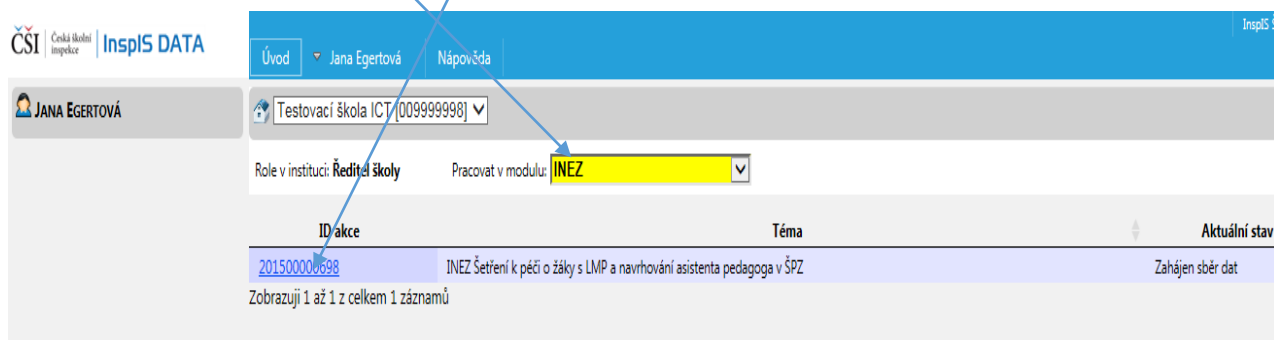 InspIS
ČŠI Česká školní inspekce InspIS DATA
Úvod Jana Egertová Nápověda
JANA EGERTOVÁ
Testovací škola ICT [009999998]
Role v instituci: Ředitel školy Pracovat v modulu: INEZ
ID akce Téma Aktuální stav
201500000698 INEZ Šetření k péči o žáky s LMP a navrhování asistenta pedagoga v ŠPZ Zahájen sběr dat
Zobrazuji 1 až 1 z celkem 1 záznamů